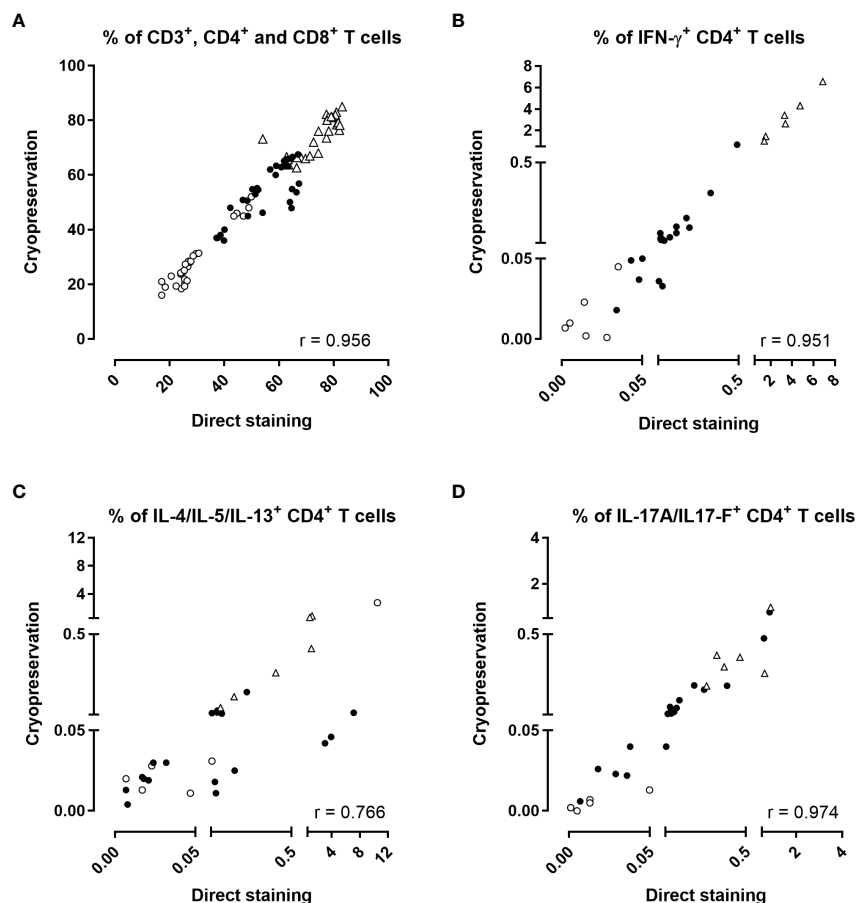 A
% of CD3⁺, CD4⁺ and CD8⁺ T cells
100
80
60
40
20
0
Cryopreservation
r = 0.956
0 20 40 60 80 100
Direct staining
B
% of IFN-γ⁺ CD4⁺ T cells
8
6
4
2
0.5
0.05
0.00
Cryopreservation
r = 0.951
0.00 0.05 0.5 2 4 6 8
Direct staining
C
% of IL-4/IL-5/IL-13⁺ CD4⁺ T cells
12
8
4
0.5
0.05
0.00
Cryopreservation
r = 0.766
0.00 0.05 0.5 4 8 12
Direct staining
D
% of IL-17A/IL17-F⁺ CD4⁺ T cells
4
2
0.5
0.05
0.00
Cryopreservation
r = 0.974
0.00 0.05 0.5 2 4
Direct staining